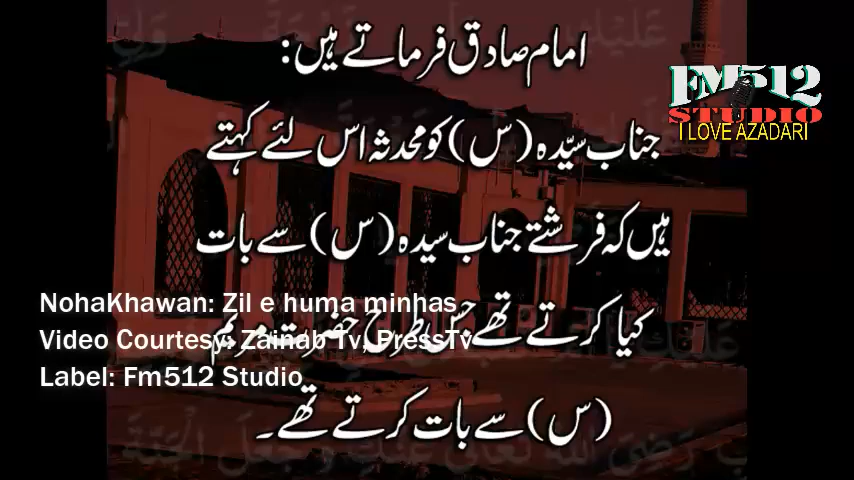 امام صادق فرماتے ہیں:
FM512
STUDIO
I LOVE AZADARI
جناب سیّدہ (س) کو محدثہ اس لئے کہتے
ہیں کہ فرشتے جناب سیدہ (س) سے بات
NohaKhawan: Zil e huma minhas
کیا کرتے تھے جس طرح حضرت مریم
Video Courtesy: Zainab Tv, PressTv
Label: Fm512 Studio
(س) سے بات کرتے تھے۔